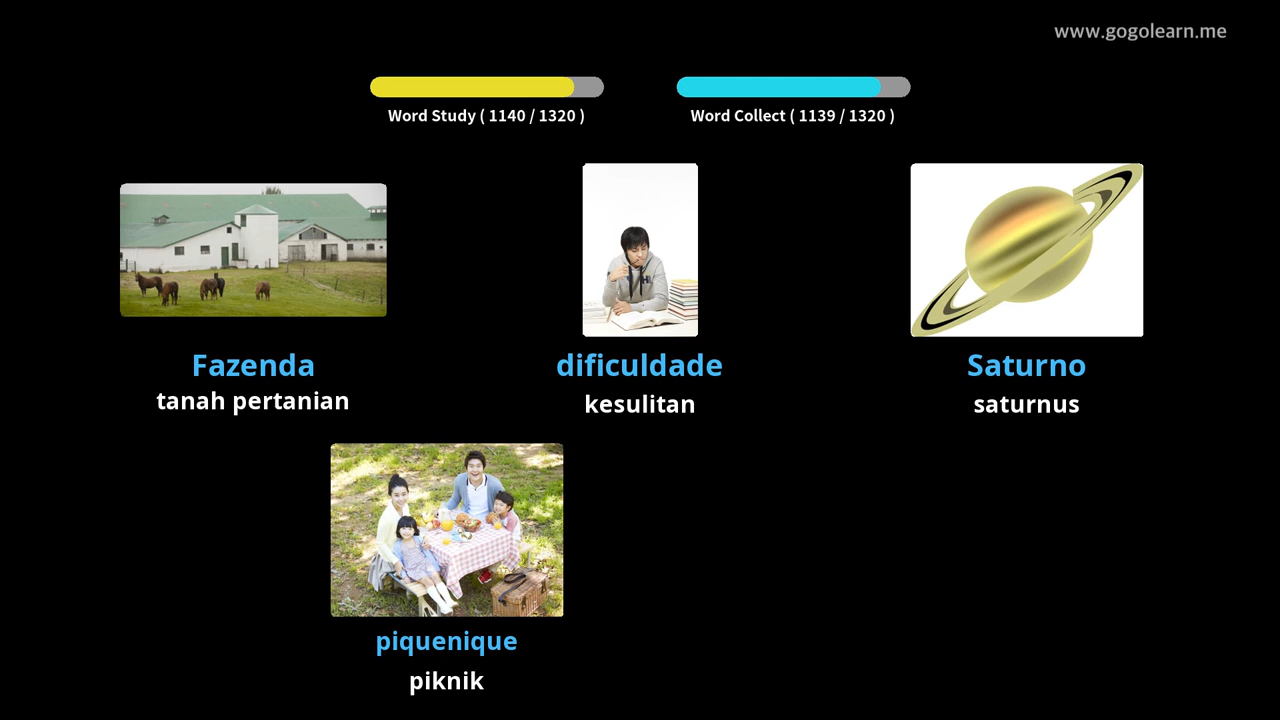 www.gogolearn.me
Word Study ( 1140 / 1320 )
Word Collect ( 1139 / 1320 )
Fazenda
tanah pertanian
dificuldade
kesulitan
Saturno
saturnus
piquenique
piknik